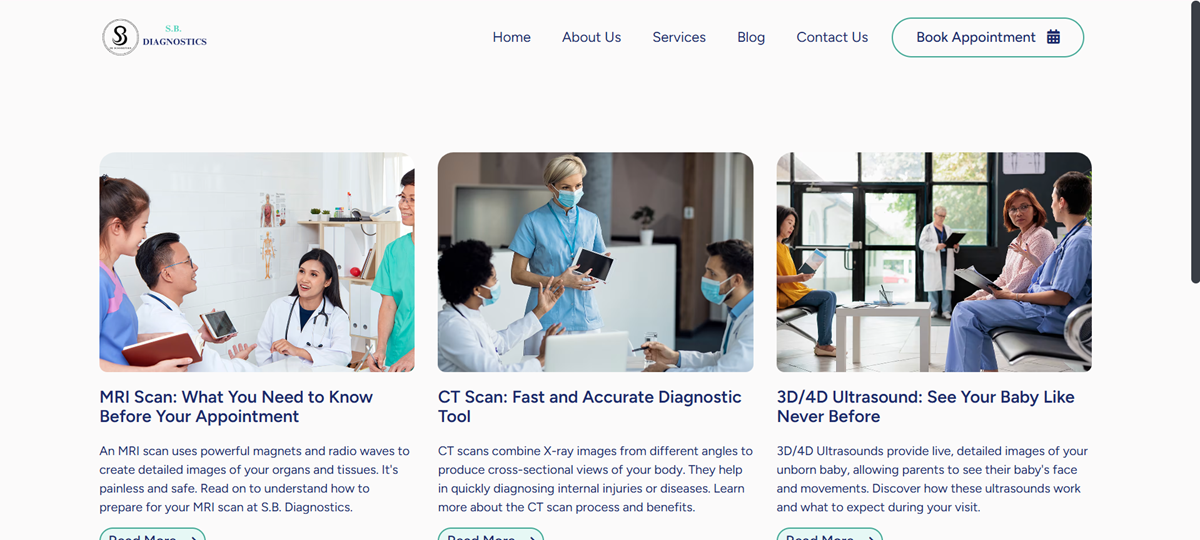 S.B.
DIAGNOSTICS
Home
About Us
Services
Blog
Contact Us
Book Appointment
MRI Scan: What You Need to Know
Before Your Appointment
An MRI scan uses powerful magnets and radio waves to
create detailed images of your organs and tissues. It's
painless and safe. Read on to understand how to
prepare for your MRI scan at S.B. Diagnostics.
Read More
CT Scan: Fast and Accurate Diagnostic
Tool
CT scans combine X-ray images from different angles to
produce cross-sectional views of your body. They help
in quickly diagnosing internal injuries or diseases. Learn
more about the CT scan process and benefits.
Read More
3D/4D Ultrasound: See Your Baby Like
Never Before
3D/4D Ultrasounds provide live, detailed images of your
unborn baby, allowing parents to see their baby's face
and movements. Discover how these ultrasounds work
and what to expect during your visit.
Read More